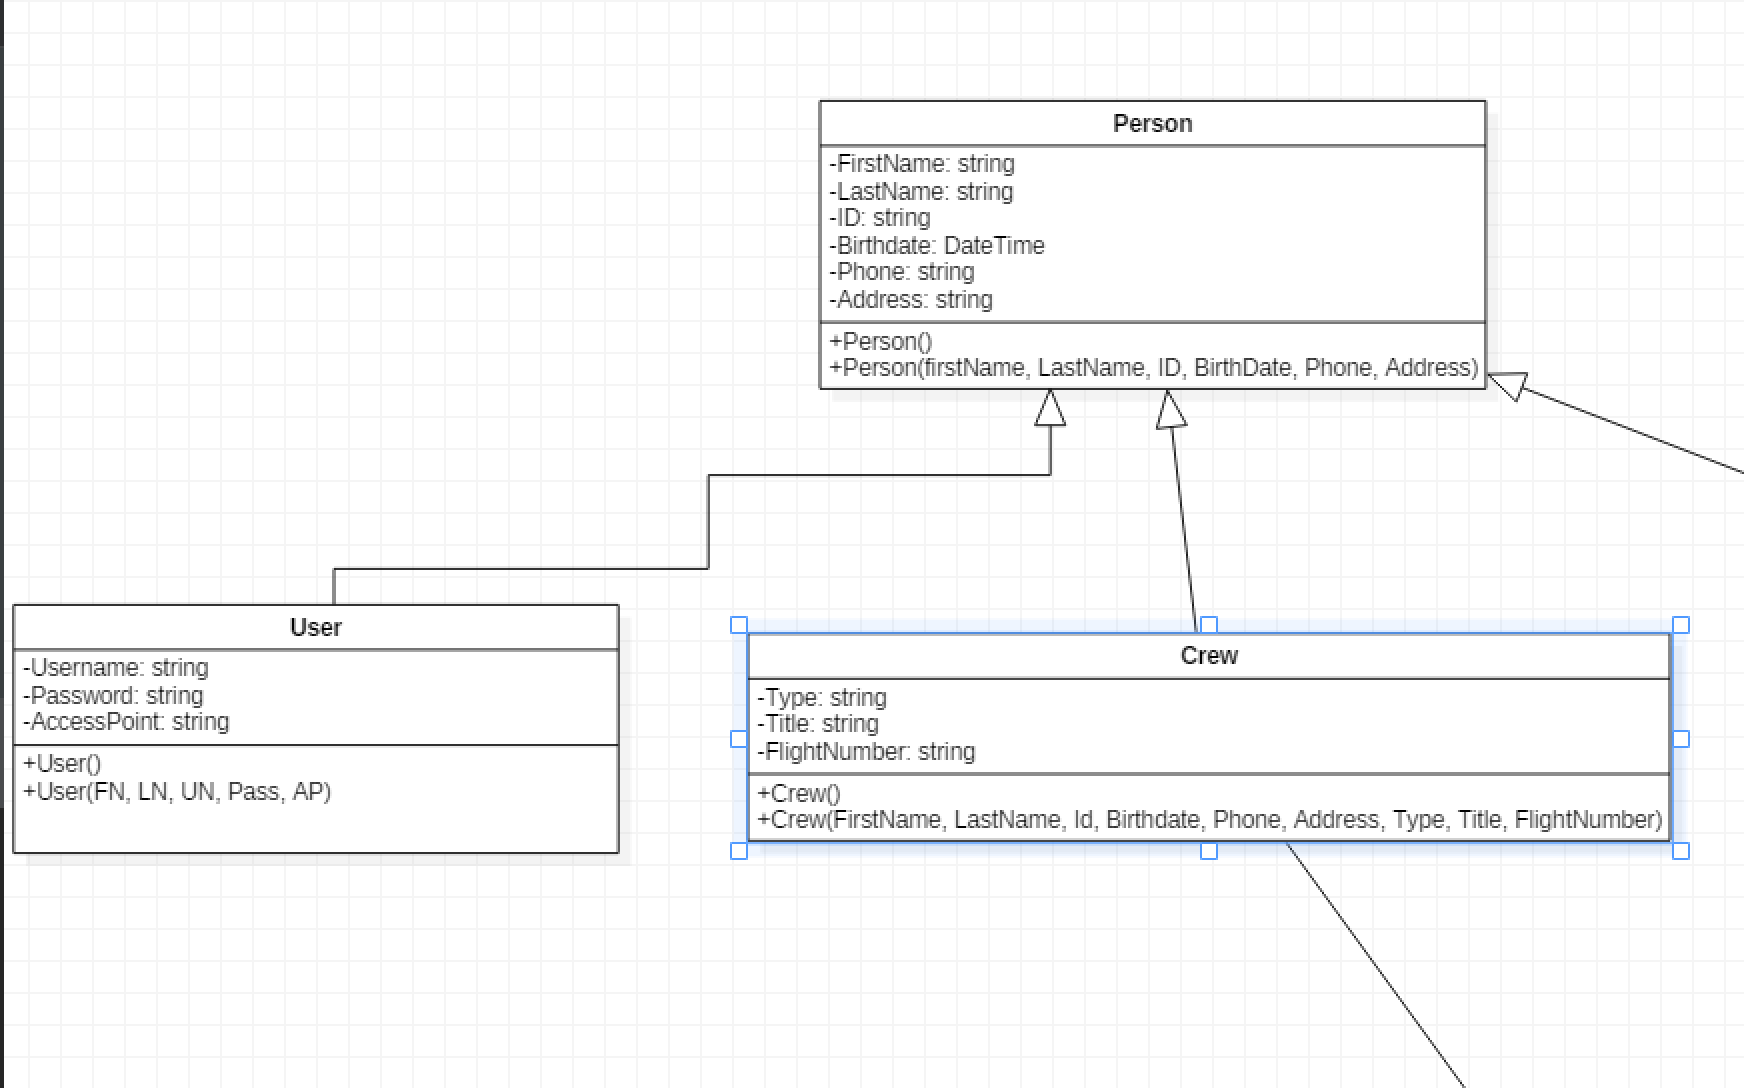 Person
-FirstName: string
-LastName: string
-ID: string
-Birthdate: DateTime
-Phone: string
-Address: string
+Person()
+Person(firstName, LastName, ID, BirthDate, Phone, Address)
User
-Username: string
-Password: string
-AccessPoint: string
+User()
+User(FN, LN, UN, Pass, AP)
Crew
-Type: string
-Title: string
-FlightNumber: string
+Crew()
+Crew(FirstName, LastName, Id, Birthdate, Phone, Address, Type, Title, FlightNumber)